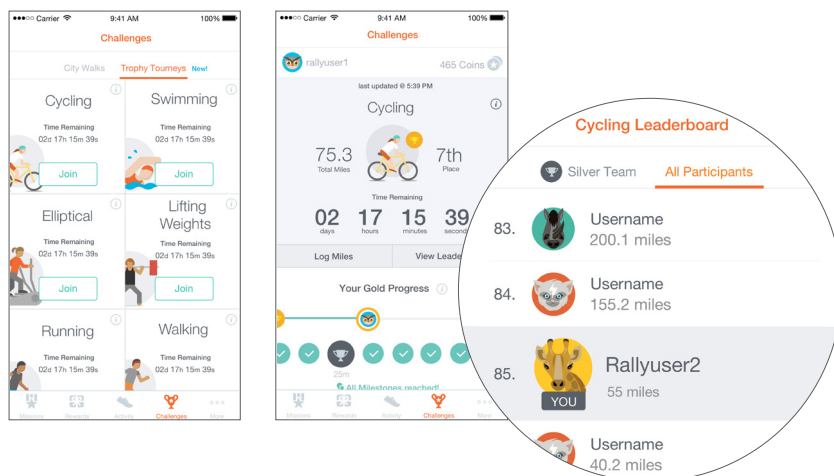 ●●●○○ Carrier 9:41 AM 100%
Challenges
City Walks Trophy Tourneys New!
Cycling
Time Remaining
02d 17h 15m 39s
Join
Swimming
Time Remaining
02d 17h 15m 39s
Join
Elliptical
Time Remaining
02d 17h 15m 39s
Join
Lifting
Weights
Time Remaining
02d 17h 15m 39s
Join
Running
Time Remaining
02d 17h 15m 39s
Walking
Time Remaining
02d 17h 15m 39s
Missions Rewards Activity Challenges More
●●●○○ Carrier 9:41 AM 100%
Challenges
rallyuser1 465 Coins
last updated @ 5:39 PM
Cycling
75.3
Total Miles
7th
Place
Time Remaining
02 17 15 39
days hours minutes second
Log Miles View Leade
Your Gold Progress
25m
All Milestones reached!
Missions Rewards Activity Challenges More
Cycling Leaderboard
Silver Team All Participants
83. Username
200.1 miles
84. Username
155.2 miles
85. Rallyuser2
YOU 55 miles
Username
40.2 miles